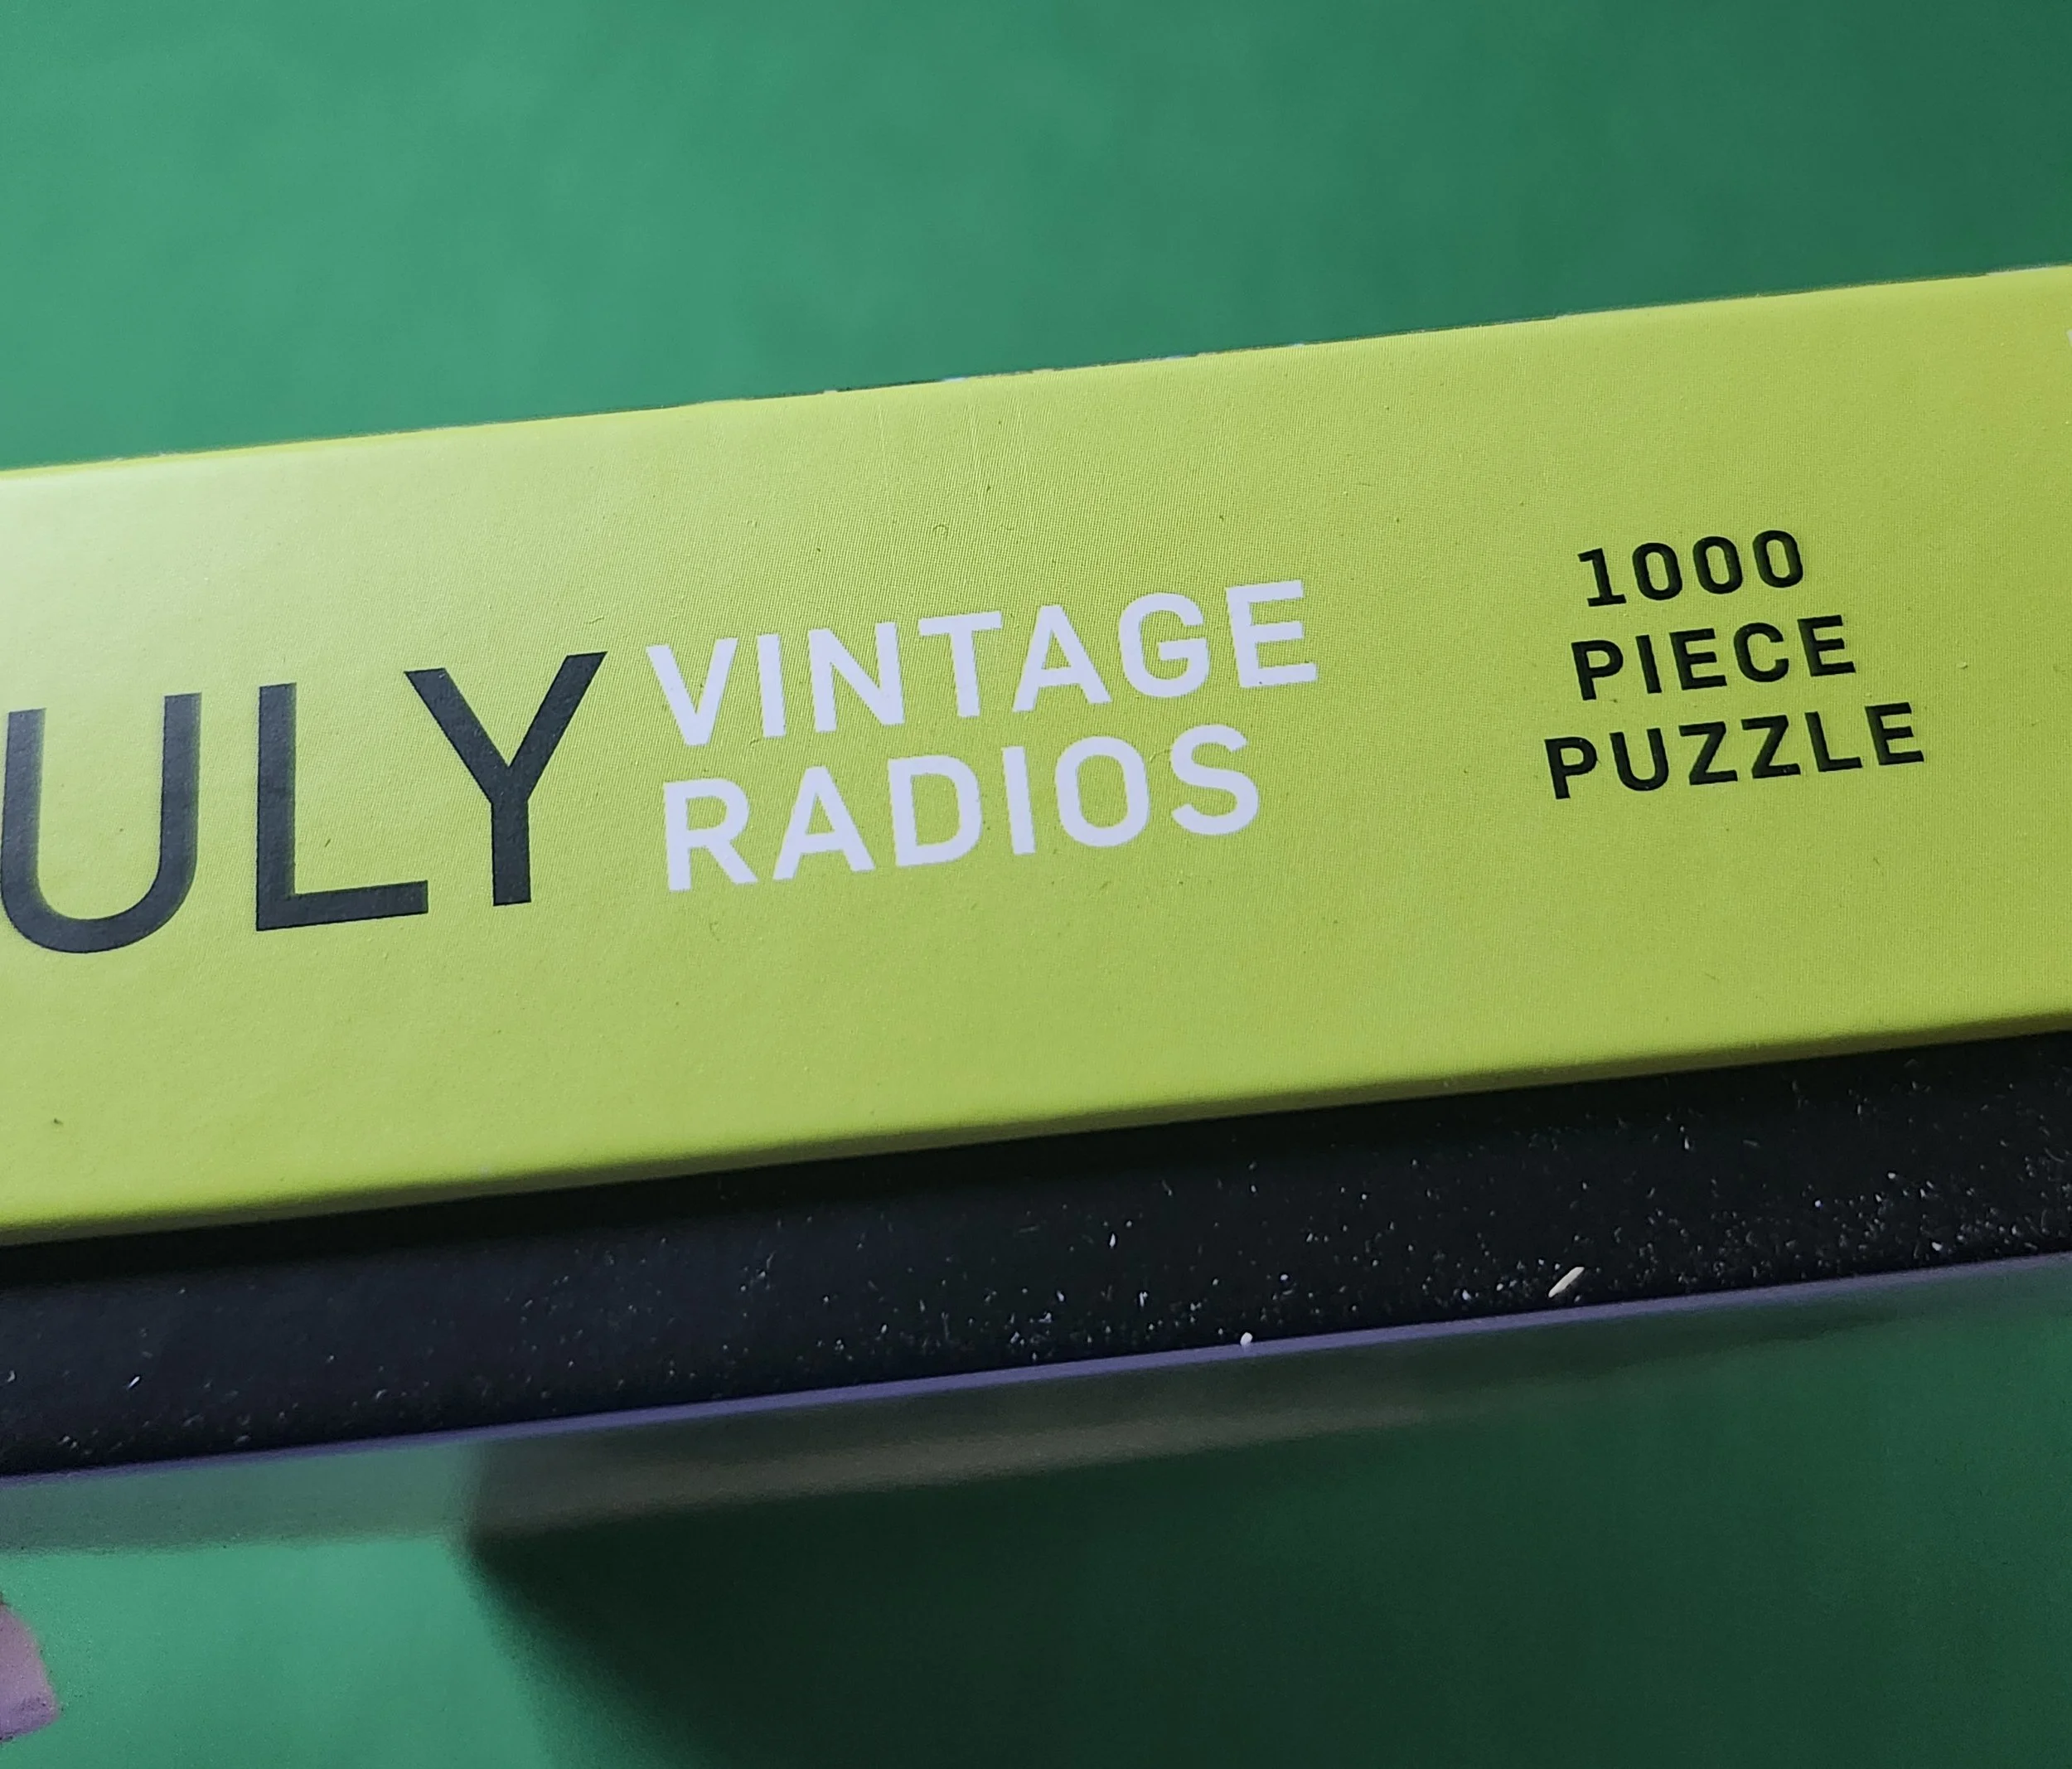 ULY
VINTAGE
RADIOS
1000
PIECE
PUZZLE